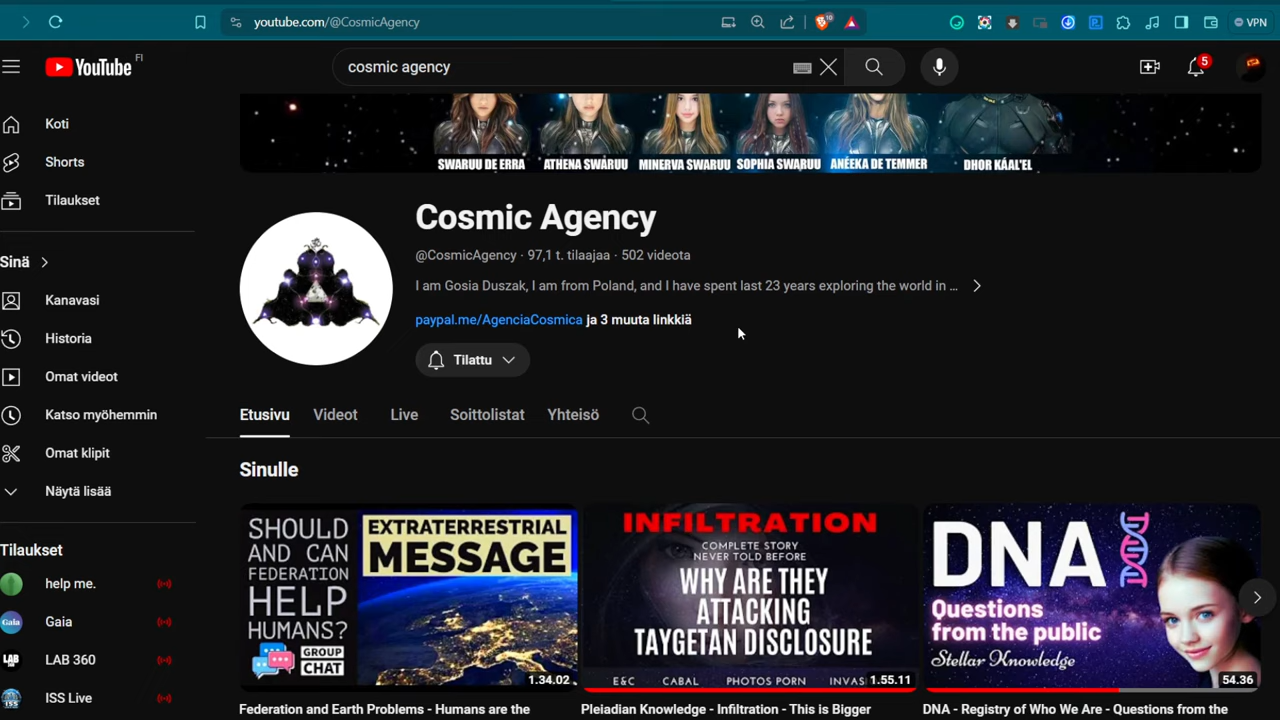 youtube.com/@CosmicAgency
10
VPN
YouTube FI
cosmic agency
5
Koti
Shorts
Tilaukset
Sinä
Kanavasi
Historia
Omat videot
Katso myöhemmin
Omat klipit
Näytä lisää
Tilaukset
help me.
Gaia
Gaia
LAB 360
LAB
ISS Live
ISS
SWARUU DE ERRA
ATHENA SWARUU
MINERVA SWARUU
SOPHIA SWARUU
ANÉEKA DE TEMMER
DHOR KÁAL'EL
Cosmic Agency
@CosmicAgency · 97,1 t. tilaajaa · 502 videota
I am Gosia Duszak, I am from Poland, and I have spent last 23 years exploring the world in ...
paypal.me/AgenciaCosmica ja 3 muuta linkkiä
Tilattu
Etusivu Videot Live Soittolistat Yhteisö
Sinulle
SHOULD
AND CAN
FEDERATION
HELP
HUMANS?
GROUP
CHAT
EXTRATERRESTRIAL
MESSAGE
1.34.02
Federation and Earth Problems - Humans are the
INFILTRATION
COMPLETE STORY
NEVER TOLD BEFORE
WHY ARE THEY
ATTACKING
TAYGETAN DISCLOSURE
E&C CABAL PHOTOS PORN INVAS
1.55.11
Pleiadian Knowledge - Infiltration - This is Bigger
DNA
Questions
from the public
Stellar Knowledge
54.36
DNA - Registry of Who We Are - Questions from the